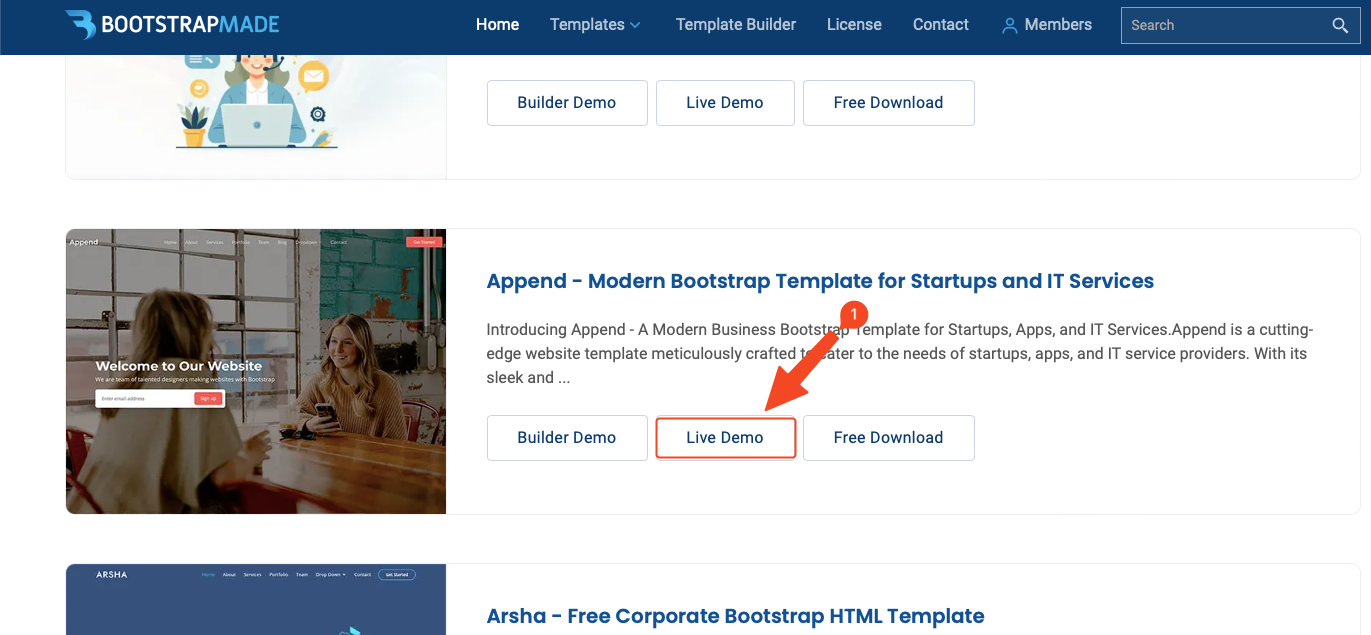 BOOTSTRAPMADE
Home Templates Template Builder License Contact Members Search
Builder Demo Live Demo Free Download
Append
Home About Services Portfolio Team Blog Dropdown Contact Get Started
Welcome to Our Website
We are team of talented designers making websites with Bootstrap
Enter email address Sign up
Append - Modern Bootstrap Template for Startups and IT Services
1
Introducing Append - A Modern Business Bootstrap Template for Startups, Apps, and IT Services.Append is a cutting-
edge website template meticulously crafted to cater to the needs of startups, apps, and IT service providers. With its
sleek and ...
Builder Demo Live Demo Free Download
ARSHA
Home About Services Portfolio Team Drop Down Contact Get Started
Arsha - Free Corporate Bootstrap HTML Template